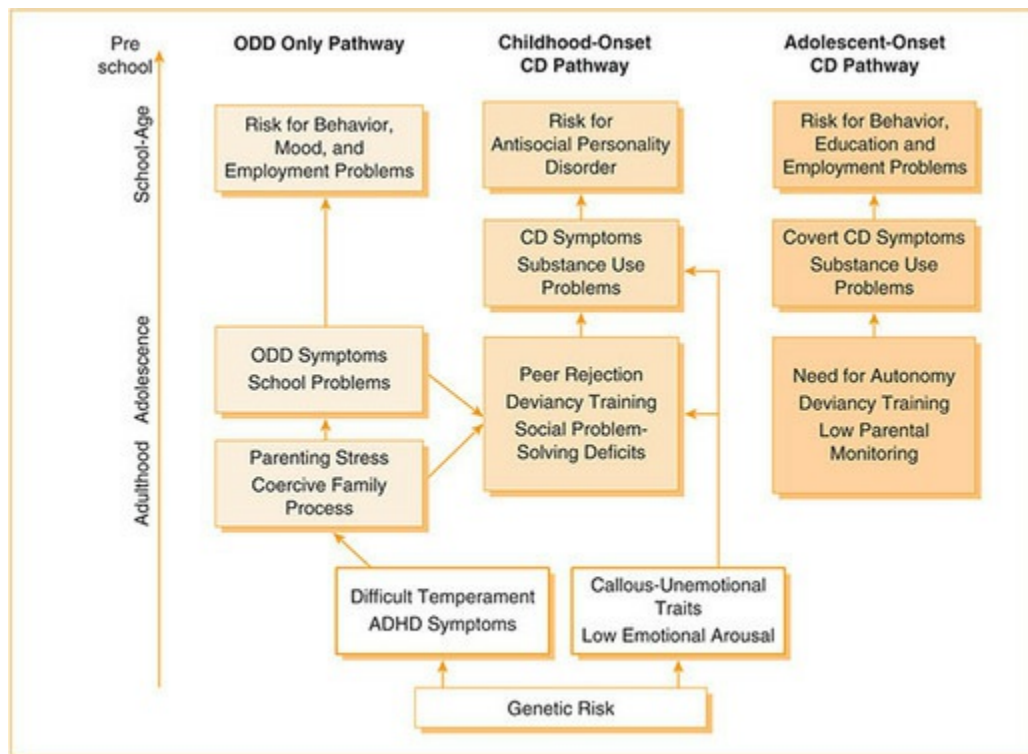 Pre
school
ODD Only Pathway
Childhood-Onset
CD Pathway
Adolescent-Onset
CD Pathway
School-Age
Risk for Behavior,
Mood, and
Employment Problems
Risk for
Antisocial Personality
Disorder
Risk for Behavior,
Education and
Employment Problems
CD Symptoms
Substance Use
Problems
Covert CD Symptoms
Substance Use
Problems
Adolescence
ODD Symptoms
School Problems
Peer Rejection
Deviancy Training
Social Problem-
Solving Deficits
Need for Autonomy
Deviancy Training
Low Parental
Monitoring
Adulthood
Parenting Stress
Coercive Family
Process
Difficult Temperament
ADHD Symptoms
Callous-Unemotional
Traits
Low Emotional Arousal
Genetic Risk